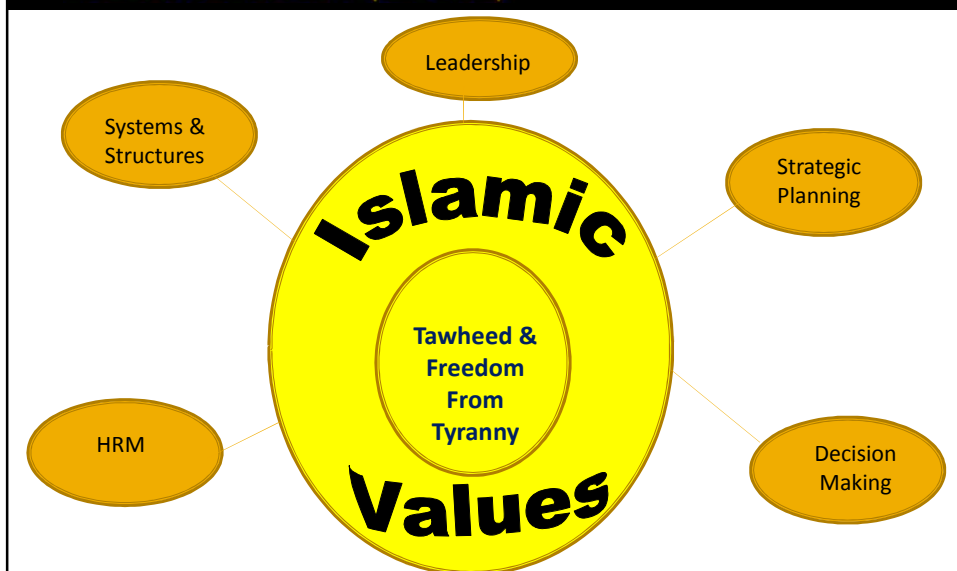 Leadership
Systems &
Structures
Strategic
Planning
Islamic
Tawheed &
Freedom
From
Tyranny
HRM
Decision
Making
Values